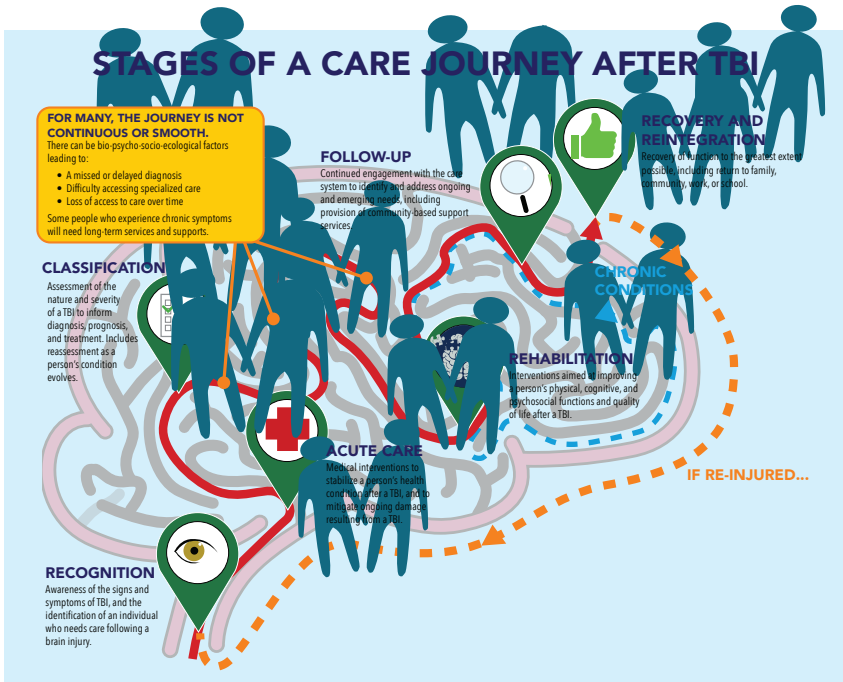 STAGES OF A CARE JOURNEY AFTER TBI
FOR MANY, THE JOURNEY IS NOT
CONTINUOUS OR SMOOTH.
There can be bio-psycho-socio-ecological factors
leading to:
• A missed or delayed diagnosis
• Difficulty accessing specialized care
• Loss of access to care over time
Some people who experience chronic symptoms
will need long-term services and supports.
FOLLOW-UP
Continued engagement with the care
system to identify and address ongoing
and emerging needs, including
provision of community-based support
services.
RECOVERY AND
REINTEGRATION
Recovery of function to the greatest extent
possible, including return to family,
community, work, or school.
CLASSIFICATION
Assessment of the
nature and severity
of a TBI to inform
diagnosis, prognosis,
and treatment. Includes
reassessment as a
person's condition
evolves.
CHRONIC
CONDITIONS
REHABILITATION
Interventions aimed at improving
a person's physical, cognitive, and
psychosocial functions and quality
of life after a TBI.
ACUTE CARE
Medical interventions to
stabilize a person's health
condition after a TBI, and to
mitigate ongoing damage
resulting from a TBI.
IF RE-INJURED...
RECOGNITION
Awareness of the signs and
symptoms of TBI, and the
identification of an individual
who needs care following a
brain injury.